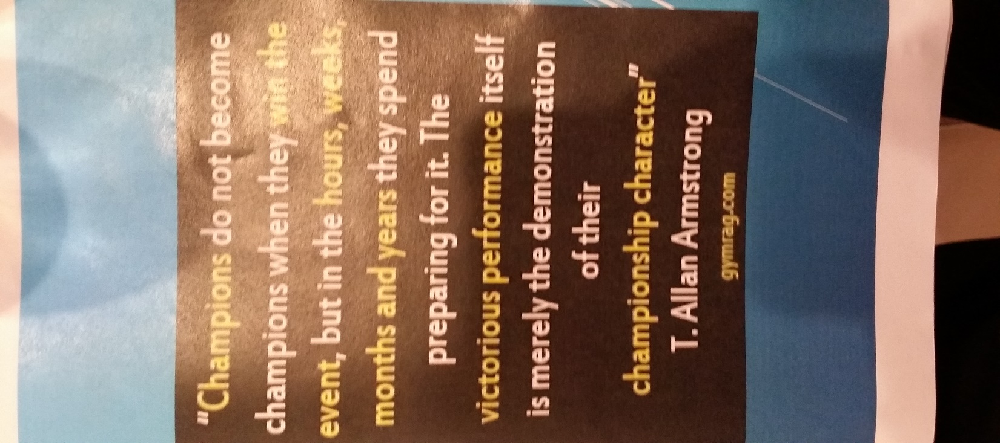 "Champions do not become
champions when they win the
event, but in the hours, weeks,
months and years they spend
preparing for it. The
victorious performance itself
is merely the demonstration
of their
championship character"
T. Allan Armstrong
gymrag.com